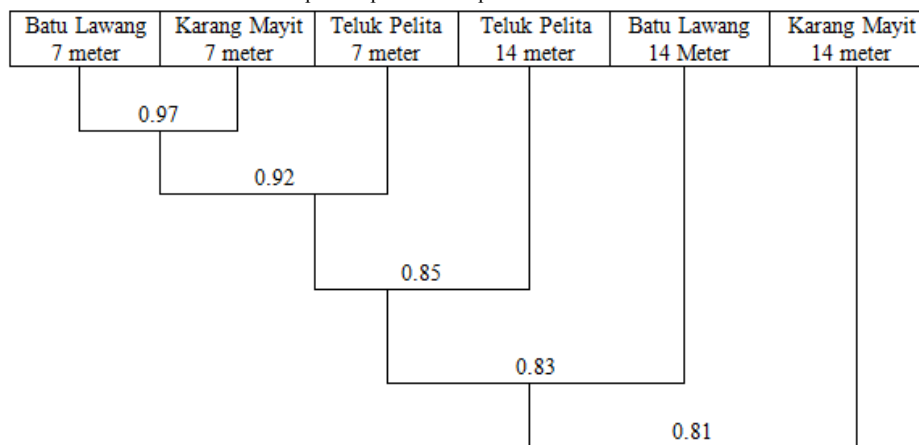 Batu Lawang 7 meter
Karang Mayit 7 meter
Teluk Pelita 7 meter
Teluk Pelita 14 meter
Batu Lawang 14 Meter
Karang Mayit 14 meter
0.97
0.92
0.85
0.83
0.81